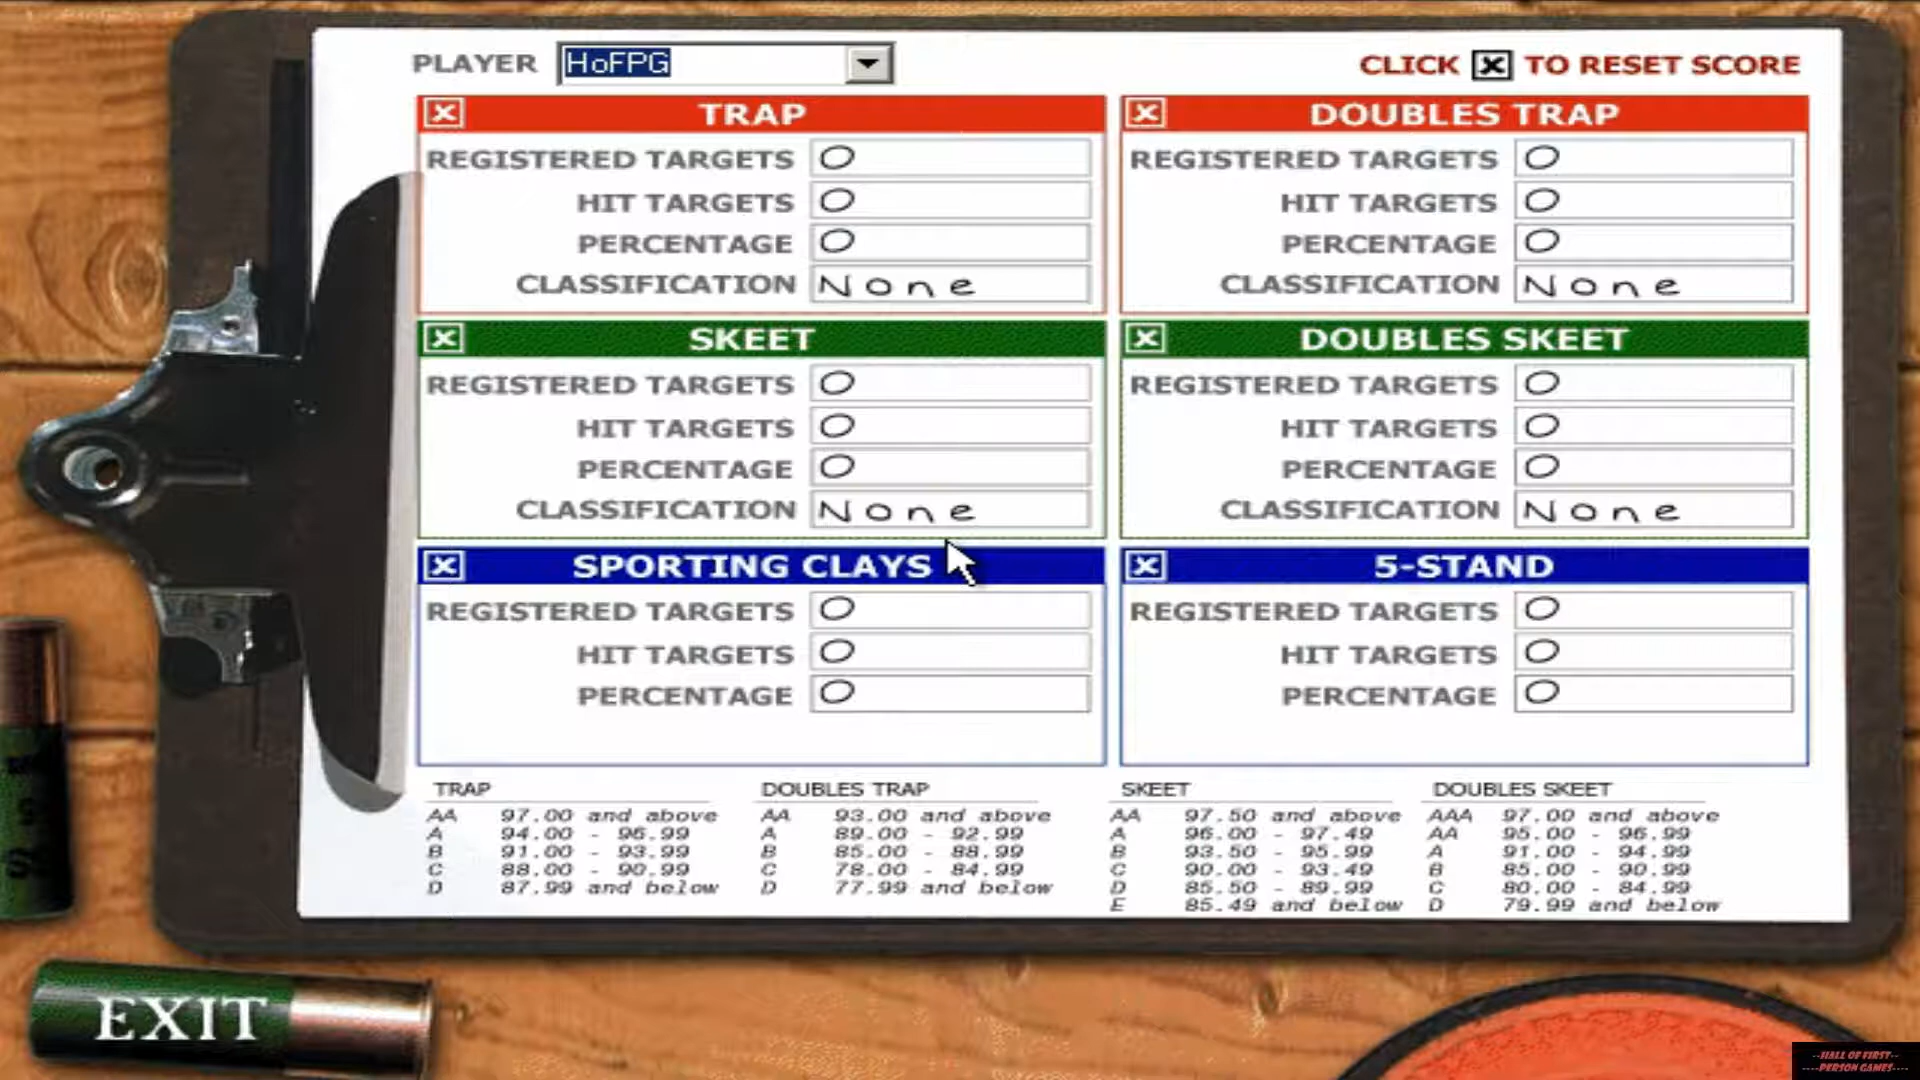 PLAYER HoFPG CLICK X TO RESET SCORE
TRAP
REGISTERED TARGETS 0
HIT TARGETS 0
PERCENTAGE 0
CLASSIFICATION None
DOUBLES TRAP
REGISTERED TARGETS 0
HIT TARGETS 0
PERCENTAGE 0
CLASSIFICATION None
SKEET
REGISTERED TARGETS 0
HIT TARGETS 0
PERCENTAGE 0
CLASSIFICATION None
DOUBLES SKEET
REGISTERED TARGETS 0
HIT TARGETS 0
PERCENTAGE 0
CLASSIFICATION None
SPORTING CLAYS
REGISTERED TARGETS 0
HIT TARGETS 0
PERCENTAGE 0
5-STAND
REGISTERED TARGETS 0
HIT TARGETS 0
PERCENTAGE 0
TRAP
AA 97.00 and above
A 94.00 - 96.99
B 91.00 - 93.99
C 88.00 - 90.99
D 87.99 and below
DOUBLES TRAP
AA 93.00 and above
A 89.00 - 92.99
B 85.00 - 88.99
C 78.00 - 84.99
D 77.99 and below
SKEET
AA 97.50 and above
A 96.00 - 97.49
B 93.50 - 95.99
C 90.00 - 93.49
D 85.50 - 89.99
E 85.49 and below
DOUBLES SKEET
AAA 97.00 and above
AA 95.00 - 96.99
A 91.00 - 94.99
B 85.00 - 90.99
C 80.00 - 84.99
D 79.99 and below
EXIT
--HALL OF FIRST--
----PERSON GAMES----